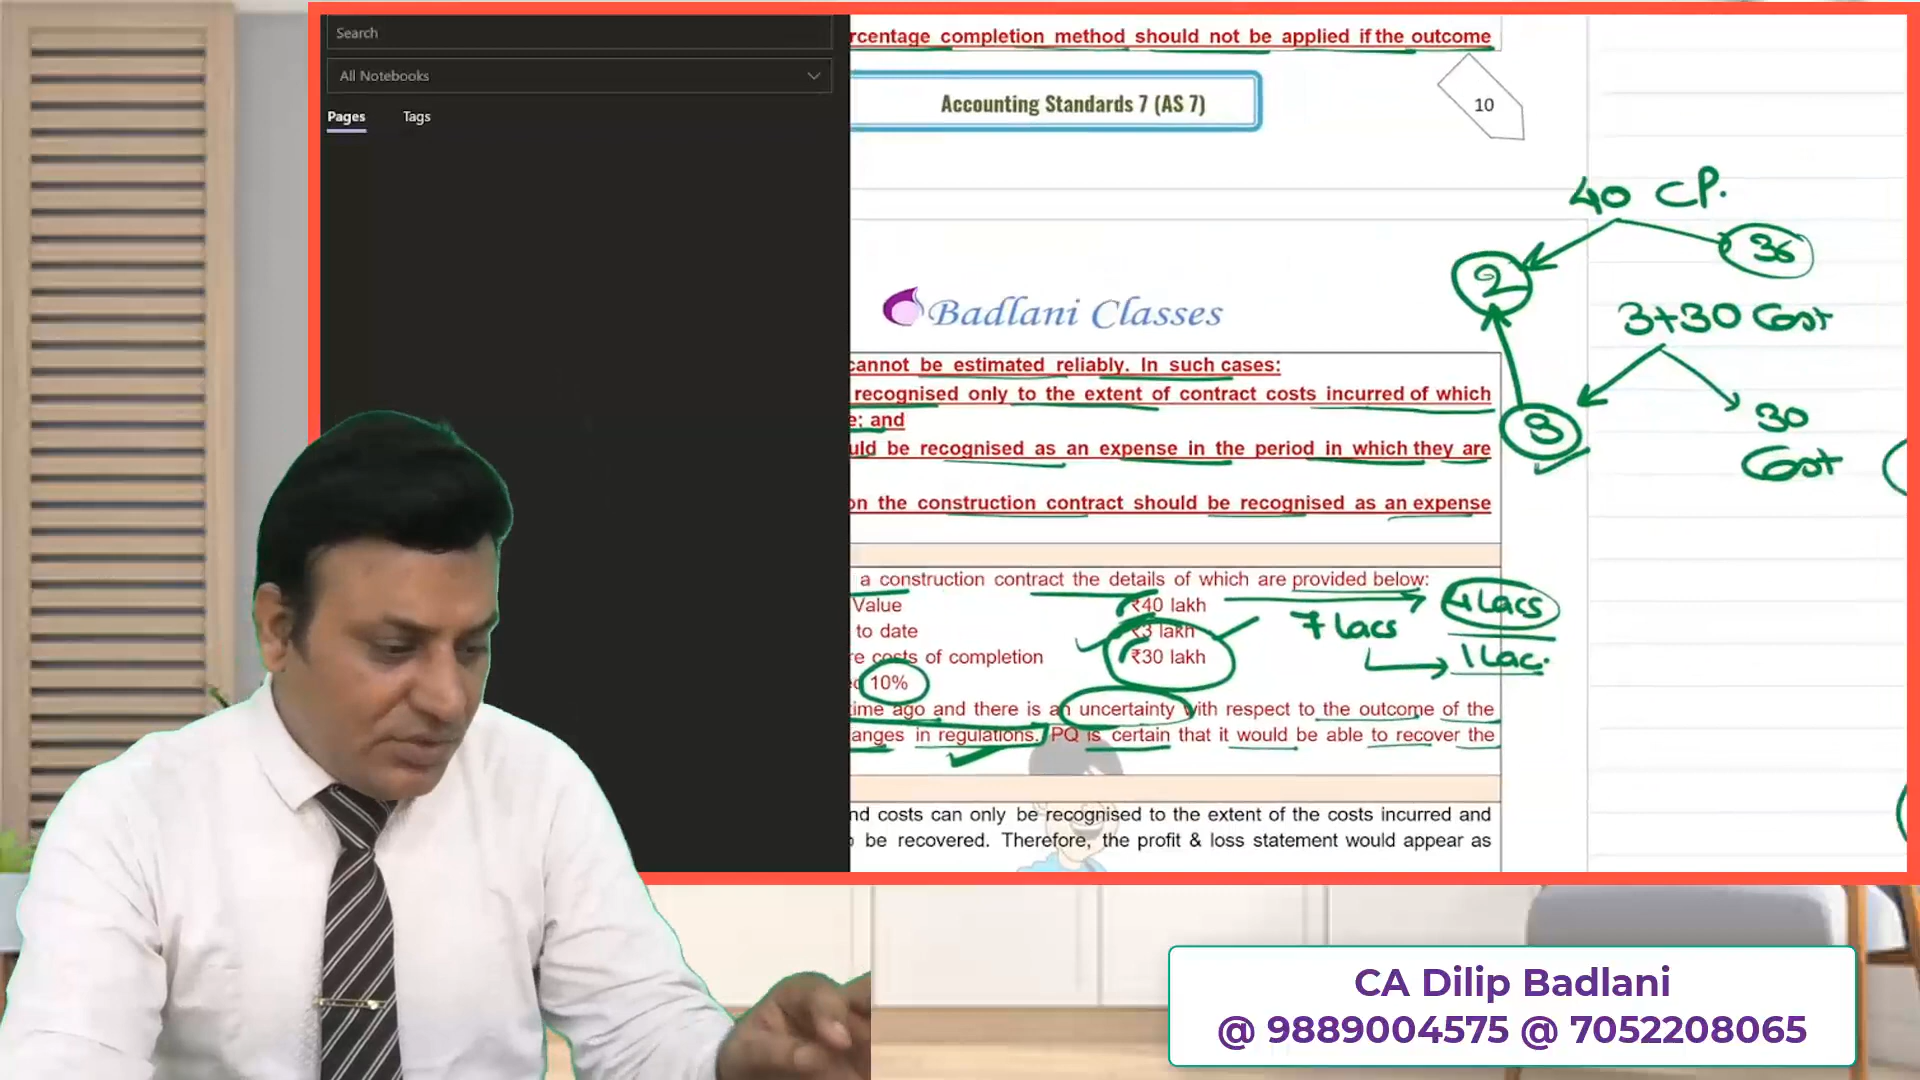 Search
All Notebooks
Pages Tags
rcentage completion method should not be applied if the outcome
Accounting Standards 7 (AS 7)
10
40 CP.
36
2
3+30 Cost
3
30
Cost
Badlani Classes
cannot be estimated reliably. In such cases:
recognised only to the extent of contract costs incurred of which
e; and
uld be recognised as an expense in the period in which they are
on the construction contract should be recognised as an expense
a construction contract the details of which are provided below:
Value ₹40 lakh
4 Lacs
to date ₹3 lakh
7 Lacs
re costs of completion ₹30 lakh
1 Lac.
10%
time ago and there is an uncertainty with respect to the outcome of the
anges in regulations. PQ is certain that it would be able to recover the
nd costs can only be recognised to the extent of the costs incurred and
be recovered. Therefore, the profit & loss statement would appear as
CA Dilip Badlani
@ 9889004575 @ 7052208065